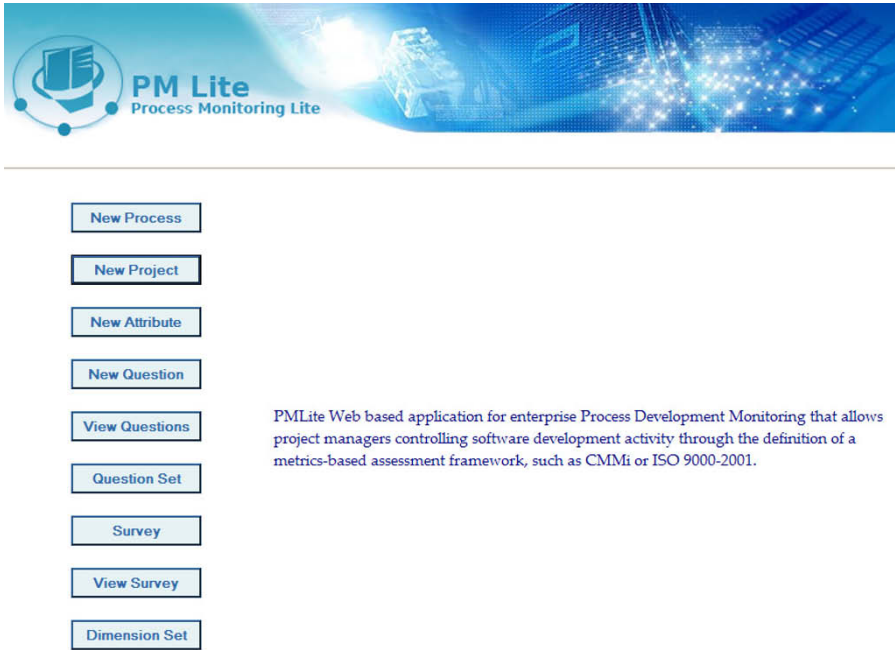 PM Lite
Process Monitoring Lite
New Process
New Project
New Attribute
New Question
View Questions
Question Set
Survey
View Survey
Dimension Set
PMLite Web based application for enterprise Process Development Monitoring that allows
project managers controlling software development activity through the definition of a
metrics-based assessment framework, such as CMMi or ISO 9000-2001.